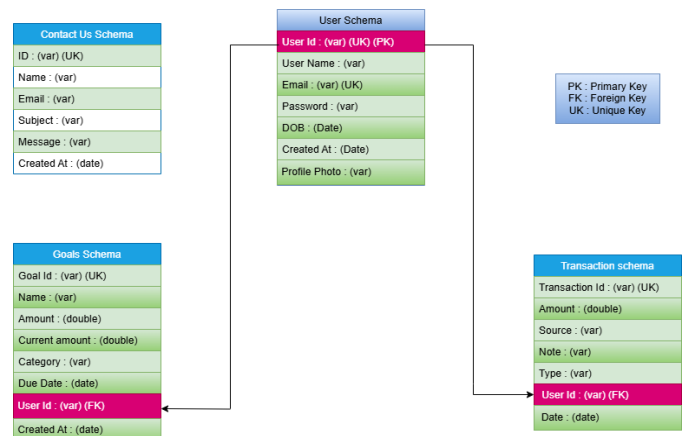 Contact Us Schema
ID : (var) (UK)
Name : (var)
Email : (var)
Subject : (var)
Message : (var)
Created At : (date)
User Schema
User Id : (var) (UK) (PK)
User Name : (var)
Email : (var) (UK)
Password : (var)
DOB : (Date)
Created At : (Date)
Profile Photo : (var)
PK : Primary Key
FK : Foreign Key
UK : Unique Key
Goals Schema
Goal Id : (var) (UK)
Name : (var)
Amount : (double)
Current amount : (double)
Category : (var)
Due Date : (date)
User Id : (var) (FK)
Created At : (date)
Transaction schema
Transaction Id : (var) (UK)
Amount : (double)
Source : (var)
Note : (var)
Type : (var)
User Id : (var) (FK)
Date : (date)